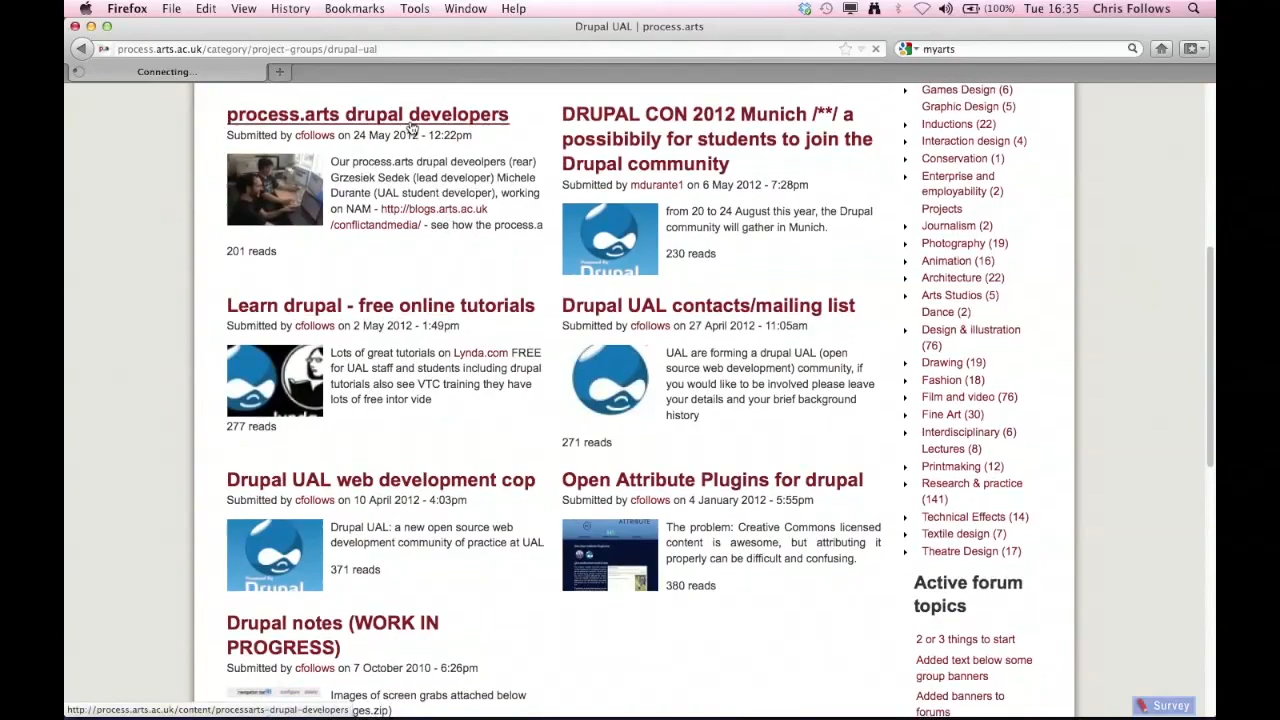 Firefox File Edit View History Bookmarks Tools Window Help (100%) Tue 16:35 Chris Follows
Drupal UAL | process.arts
process.arts.ac.uk/category/project-groups/drupal-ual
myarts
Connecting...
process.arts drupal developers
Submitted by cfollows on 24 May 2012 - 12:22pm
Our process.arts drupal deveolpers (rear)
Grzesiek Sedek (lead developer) Michele
Durante (UAL student developer), working
on NAM - http://blogs.arts.ac.uk
/conflictandmedia/ - see how the process.a
201 reads
DRUPAL CON 2012 Munich /**/ a
possibibily for students to join the
Drupal community
Submitted by mdurante1 on 6 May 2012 - 7:28pm
from 20 to 24 August this year, the Drupal
community will gather in Munich.
230 reads
Learn drupal - free online tutorials
Submitted by cfollows on 2 May 2012 - 1:49pm
Lots of great tutorials on Lynda.com FREE
for UAL staff and students including drupal
tutorials also see VTC training they have
lots of free intor vide
277 reads
Drupal UAL contacts/mailing list
Submitted by cfollows on 27 April 2012 - 11:05am
UAL are forming a drupal UAL (open
source web development) community, if
you would like to be involved please leave
your details and your brief background
history
271 reads
Drupal UAL web development cop
Submitted by cfollows on 10 April 2012 - 4:03pm
Drupal UAL: a new open source web
development community of practice at UAL
371 reads
Open Attribute Plugins for drupal
Submitted by cfollows on 4 January 2012 - 5:55pm
The problem: Creative Commons licensed
content is awesome, but attributing it
properly can be difficult and confusing.
380 reads
Drupal notes (WORK IN
PROGRESS)
Submitted by cfollows on 7 October 2010 - 6:26pm
Images of screen grabs attached below
ges.zip)
http://process.arts.ac.uk/content/processarts-drupal-developers
Games Design (6)
Graphic Design (5)
Inductions (22)
Interaction design (4)
Conservation (1)
Enterprise and
employability (2)
Projects
Journalism (2)
Photography (19)
Animation (16)
Architecture (22)
Arts Studios (5)
Dance (2)
Design & illustration
(76)
Drawing (19)
Fashion (18)
Film and video (76)
Fine Art (30)
Interdisciplinary (6)
Lectures (8)
Printmaking (12)
Research & practice
(141)
Technical Effects (14)
Textile design (7)
Theatre Design (17)
Active forum
topics
2 or 3 things to start
Added text below some
group banners
Added banners to
forums
Survey